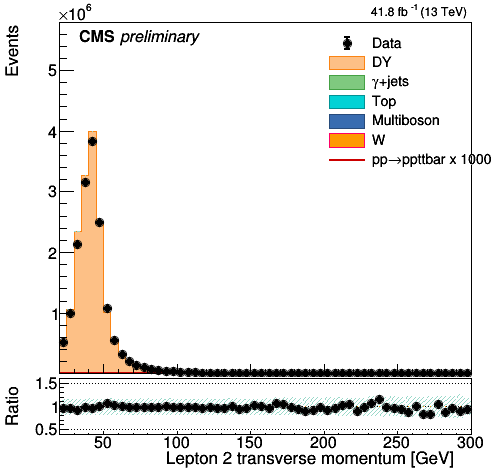 ×10⁶
41.8 fb⁻¹ (13 TeV)
CMS preliminary
Events
Data
DY
γ+jets
Top
Multiboson
W
pp→ppttbar x 1000
5
4
3
2
1
Ratio
1.5
1
0.5
50 100 150 200 250 300
Lepton 2 transverse momentum [GeV]